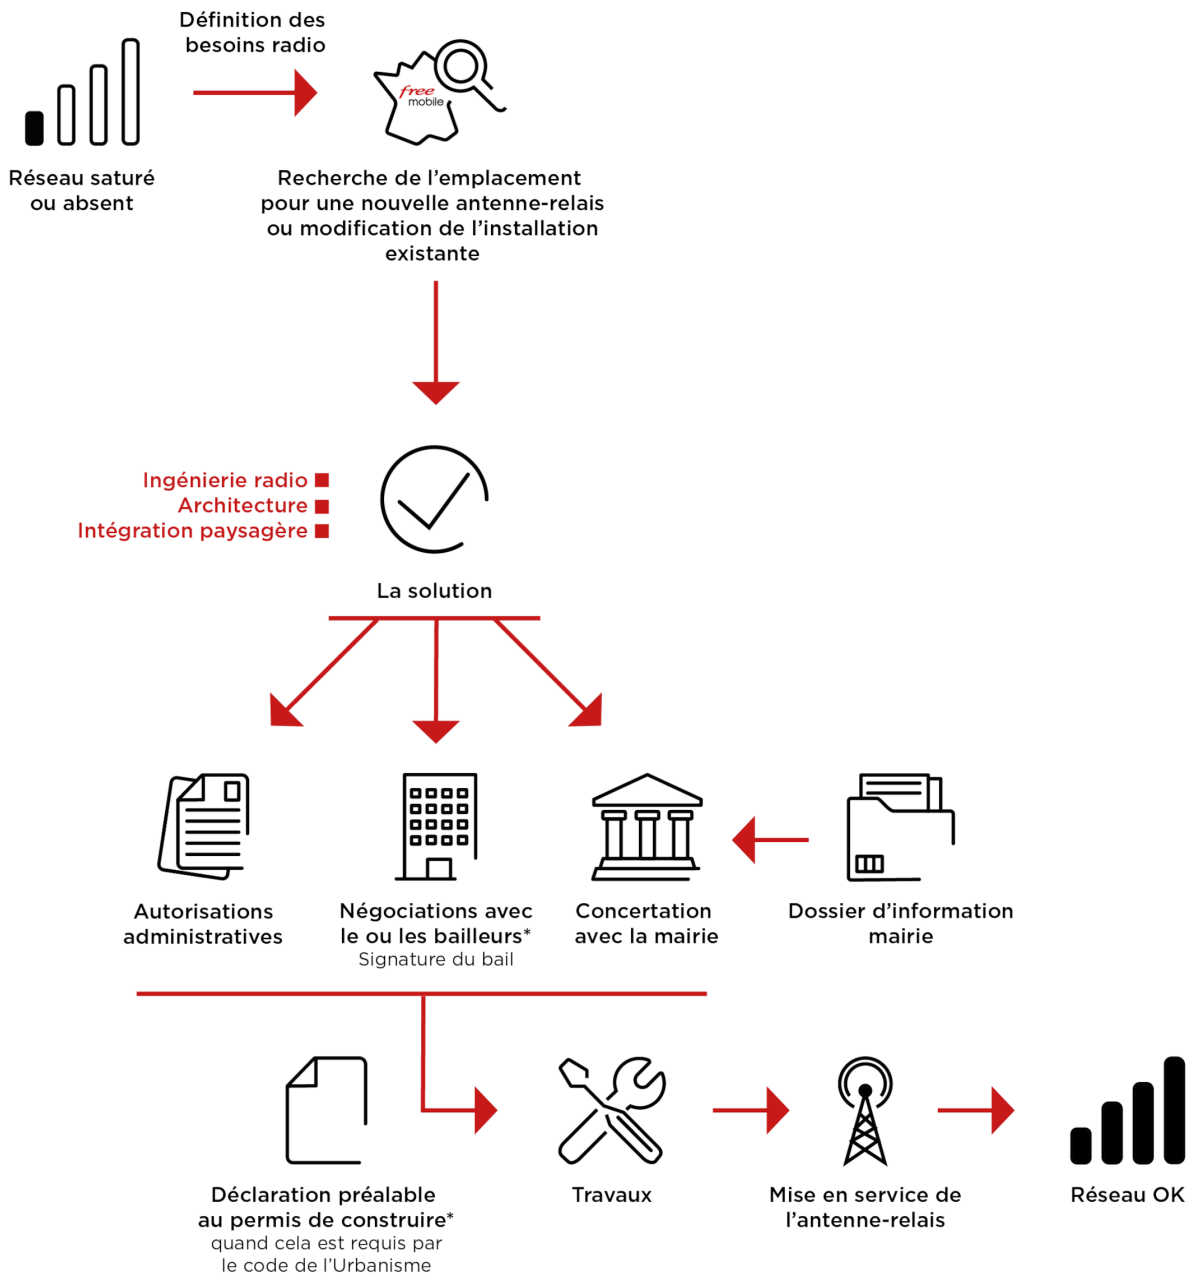 Définition des
besoins radio
free
mobile
Réseau saturé
ou absent
Recherche de l’emplacement
pour une nouvelle antenne-relais
ou modification de l’installation
existante
Ingénierie radio
Architecture
Intégration paysagère
La solution
Autorisations
administratives
Négociations avec
le ou les bailleurs*
Signature du bail
Concertation
avec la mairie
Dossier d’information
mairie
Déclaration préalable
au permis de construire*
quand cela est requis par
le code de l’Urbanisme
Travaux
Mise en service de
l’antenne-relais
Réseau OK